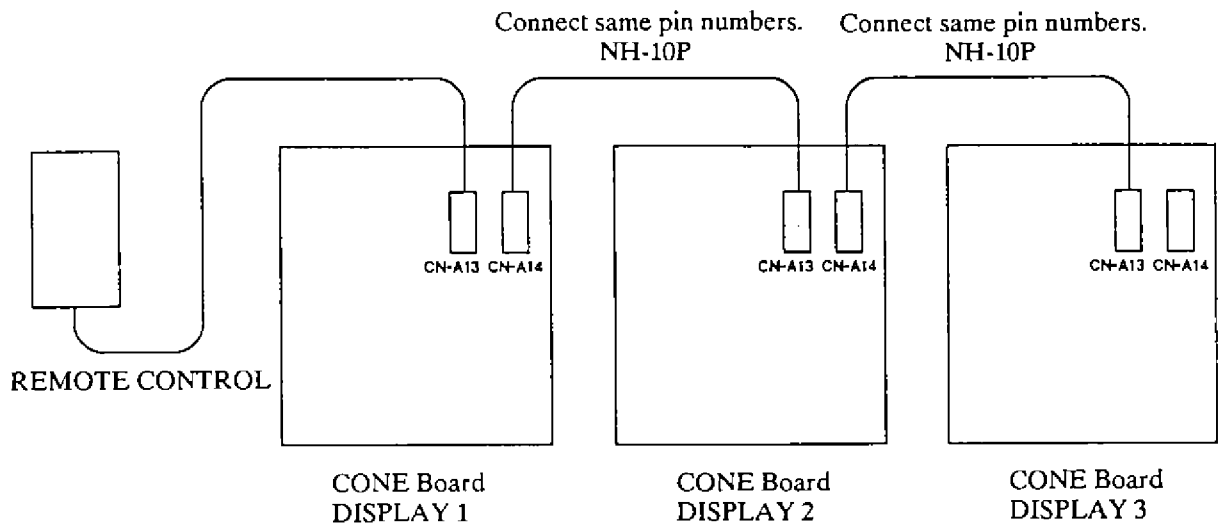 Connect same pin numbers.
NH-10P
Connect same pin numbers.
NH-10P
CN-A13 CN-A14
CN-A13 CN-A14
CN-A13 CN-A14
REMOTE CONTROL
CONE Board
DISPLAY 1
CONE Board
DISPLAY 2
CONE Board
DISPLAY 3